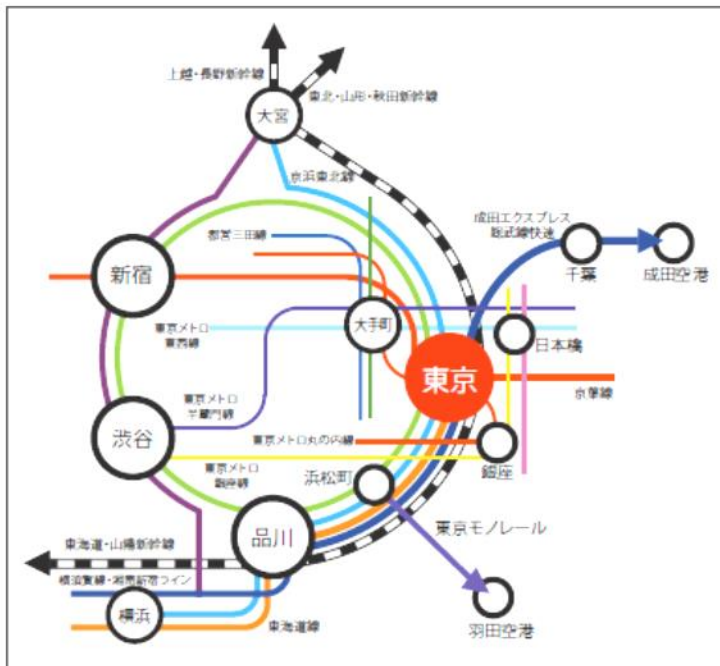 上越・長野新幹線
東北・山形・秋田新幹線
大宮
京浜東北線
成田エクスプレス
総武線快速
都営三田線
新宿
千葉
成田空港
大手町
東京メトロ
東西線
日本橋
東京
京葉線
東京メトロ
半蔵門線
渋谷
東京メトロ丸の内線
銀座
東京メトロ
銀座線
浜松町
品川
東京モノレール
東海道・山陽新幹線
横須賀線・湘南新宿ライン
横浜
東海道線
羽田空港